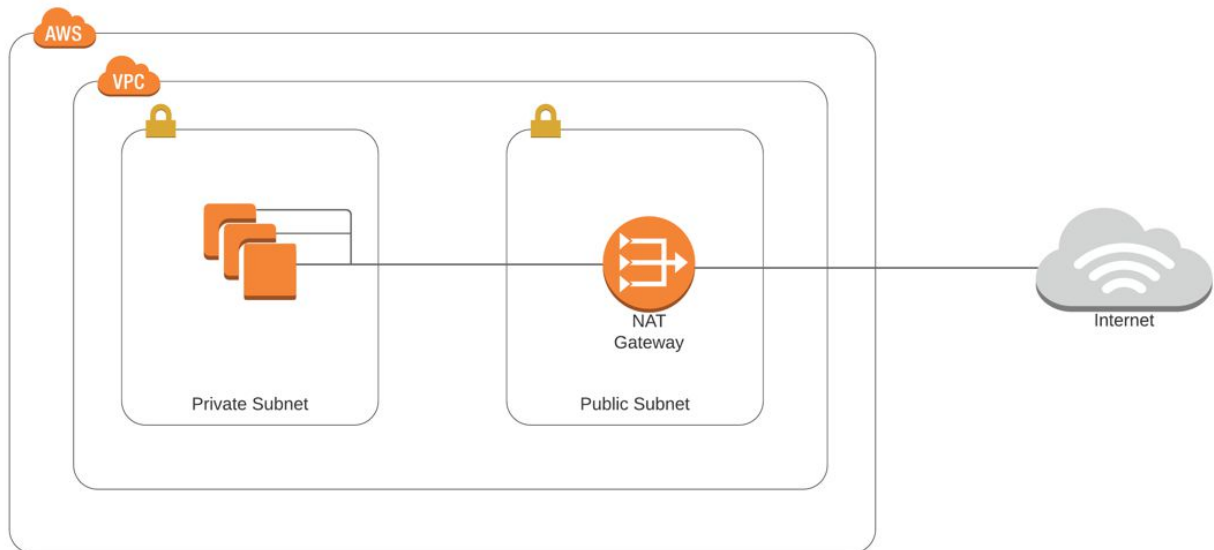 AWS
VPC
NAT
Gateway
Internet
Private Subnet
Public Subnet